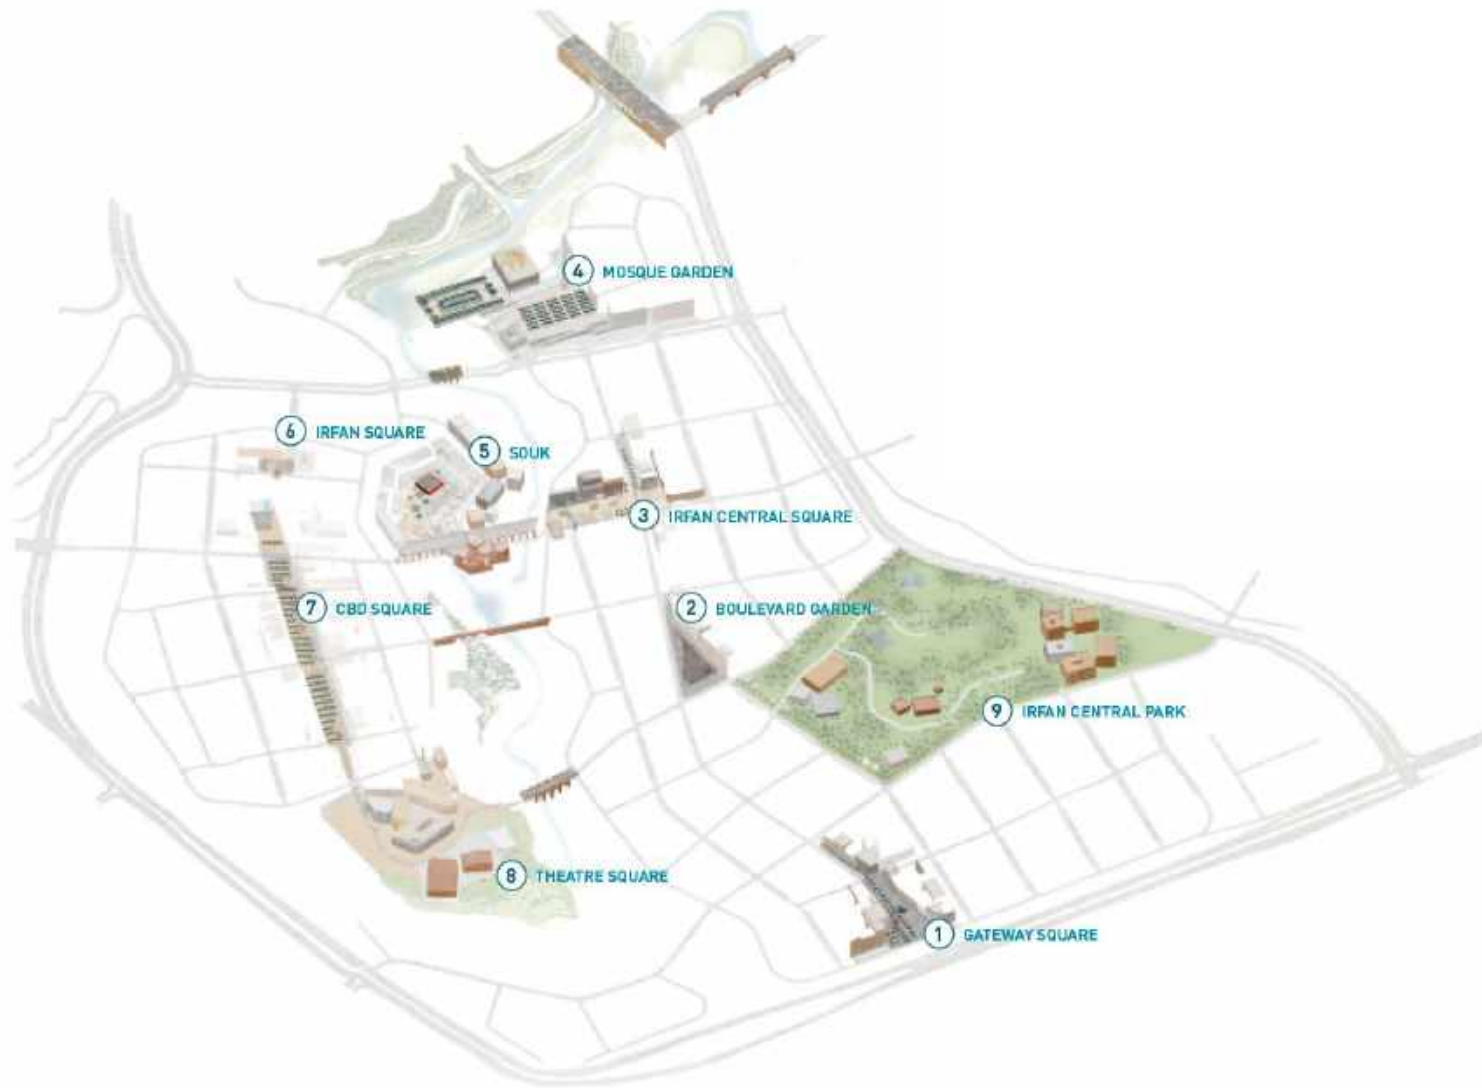 4 MOSQUE GARDEN
6 IRFAN SQUARE
5 SOUK
3 IRFAN CENTRAL SQUARE
7 CBD SQUARE
2 BOULEVARD GARDEN
9 IRFAN CENTRAL PARK
8 THEATRE SQUARE
1 GATEWAY SQUARE